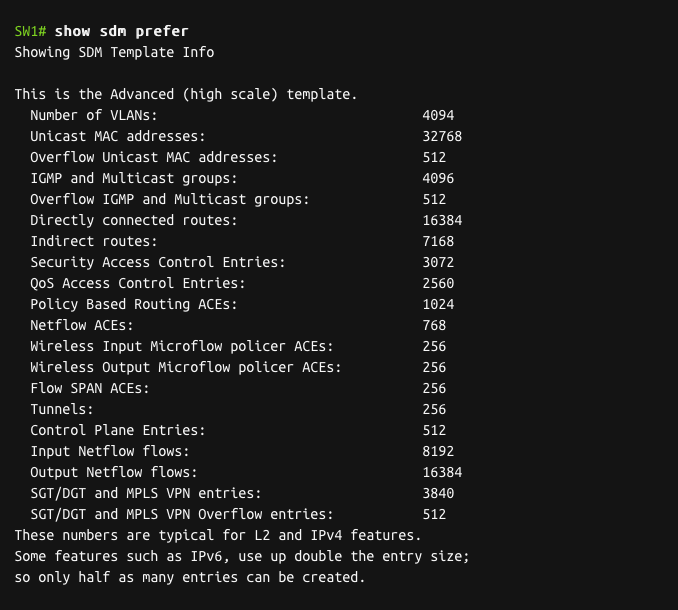 SW1# show sdm prefer
Showing SDM Template Info
This is the Advanced (high scale) template.
Number of VLANs: 4094
Unicast MAC addresses: 32768
Overflow Unicast MAC addresses: 512
IGMP and Multicast groups: 4096
Overflow IGMP and Multicast groups: 512
Directly connected routes: 16384
Indirect routes: 7168
Security Access Control Entries: 3072
QoS Access Control Entries: 2560
Policy Based Routing ACEs: 1024
Netflow ACEs: 768
Wireless Input Microflow policer ACEs: 256
Wireless Output Microflow policer ACEs: 256
Flow SPAN ACEs: 256
Tunnels: 256
Control Plane Entries: 512
Input Netflow flows: 8192
Output Netflow flows: 16384
SGT/DGT and MPLS VPN entries: 3840
SGT/DGT and MPLS VPN Overflow entries: 512
These numbers are typical for L2 and IPv4 features.
Some features such as IPv6, use up double the entry size;
so only half as many entries can be created.